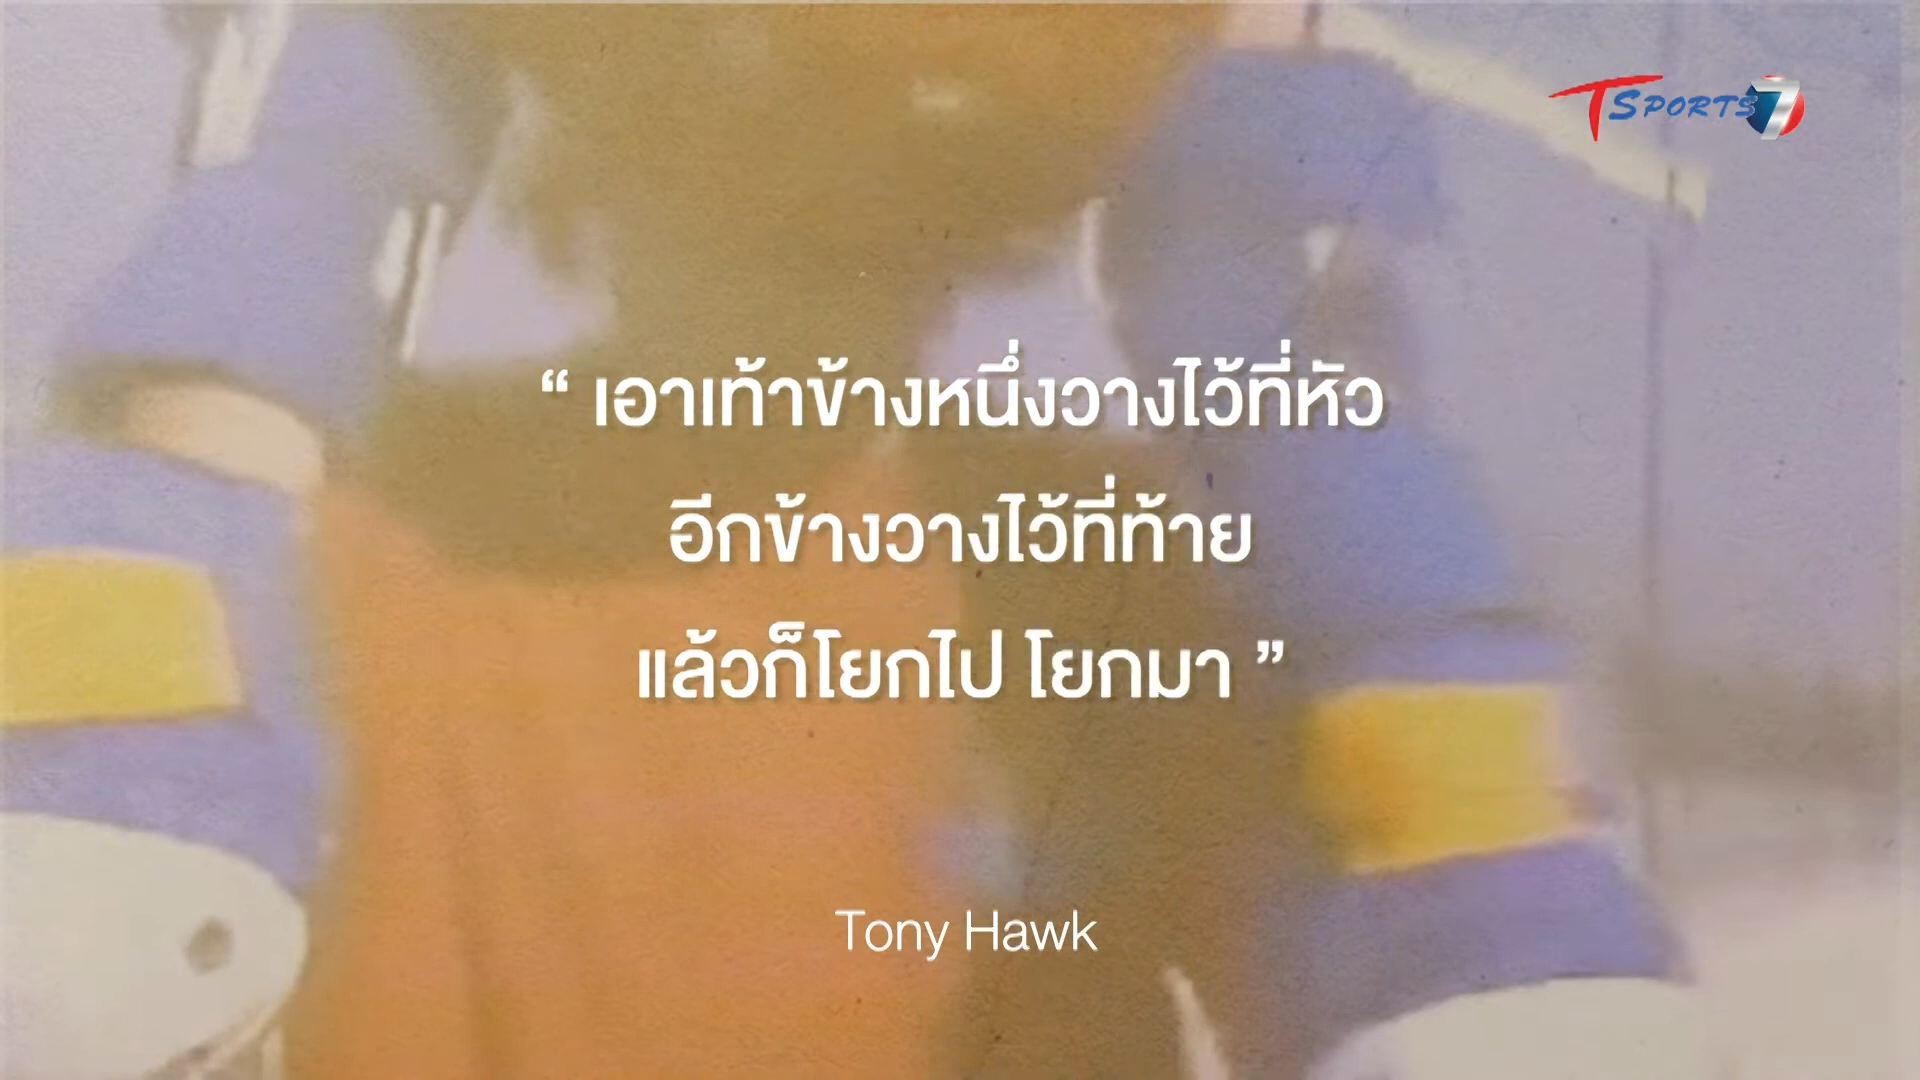 TSPORTS7
“ เอาเท้าข้างหนึ่งวางไว้ที่หัว
อีกข้างวางไว้ที่ท้าย
แล้วก็โยกไป โยกมา ”
Tony Hawk